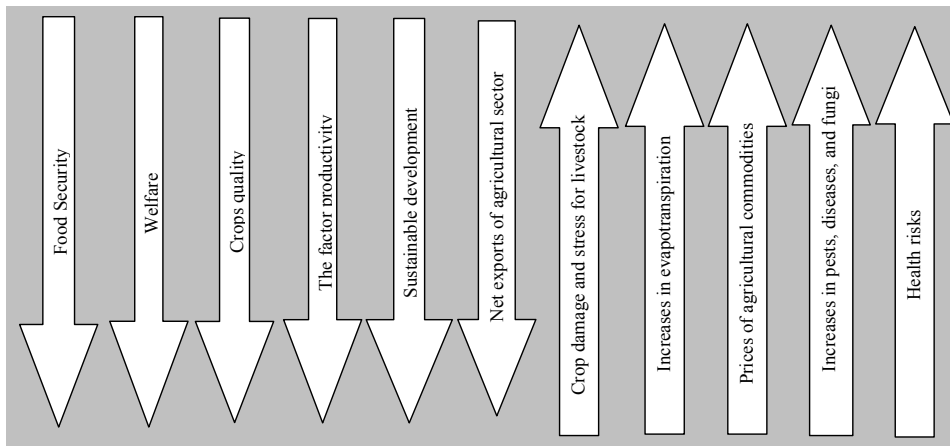 Food Security
Welfare
Crops quality
The factor productivity
Sustainable development
Net exports of agricultural sector
Crop damage and stress for livestock
Increases in evapotranspiration
Prices of agricultural commodities
Increases in pests, diseases, and fungi
Health risks